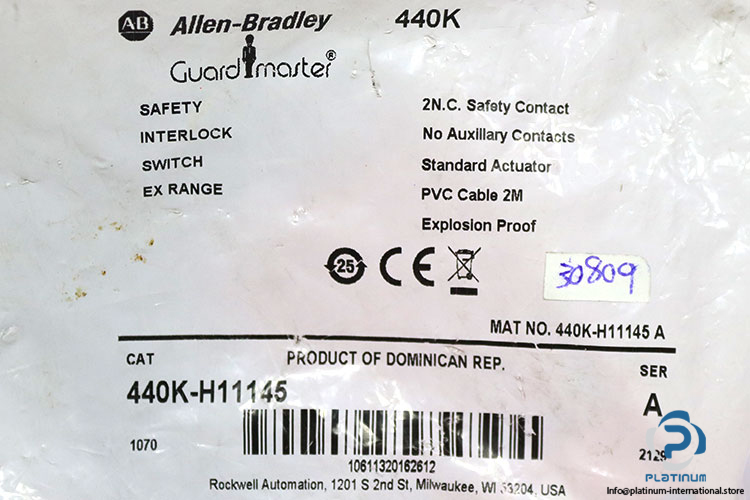 AB Allen-Bradley 440K
Guardmaster®
SAFETY
INTERLOCK
SWITCH
EX RANGE
2N.C. Safety Contact
No Auxillary Contacts
Standard Actuator
PVC Cable 2M
Explosion Proof
25 CE
30809
MAT NO. 440K-H11145 A
CAT PRODUCT OF DOMINICAN REP. SER
440K-H11145 A
1070
10611320162612
Rockwell Automation, 1201 S 2nd St, Milwaukee, WI 53204, USA
PLATINUM
Info@platinum-international.store